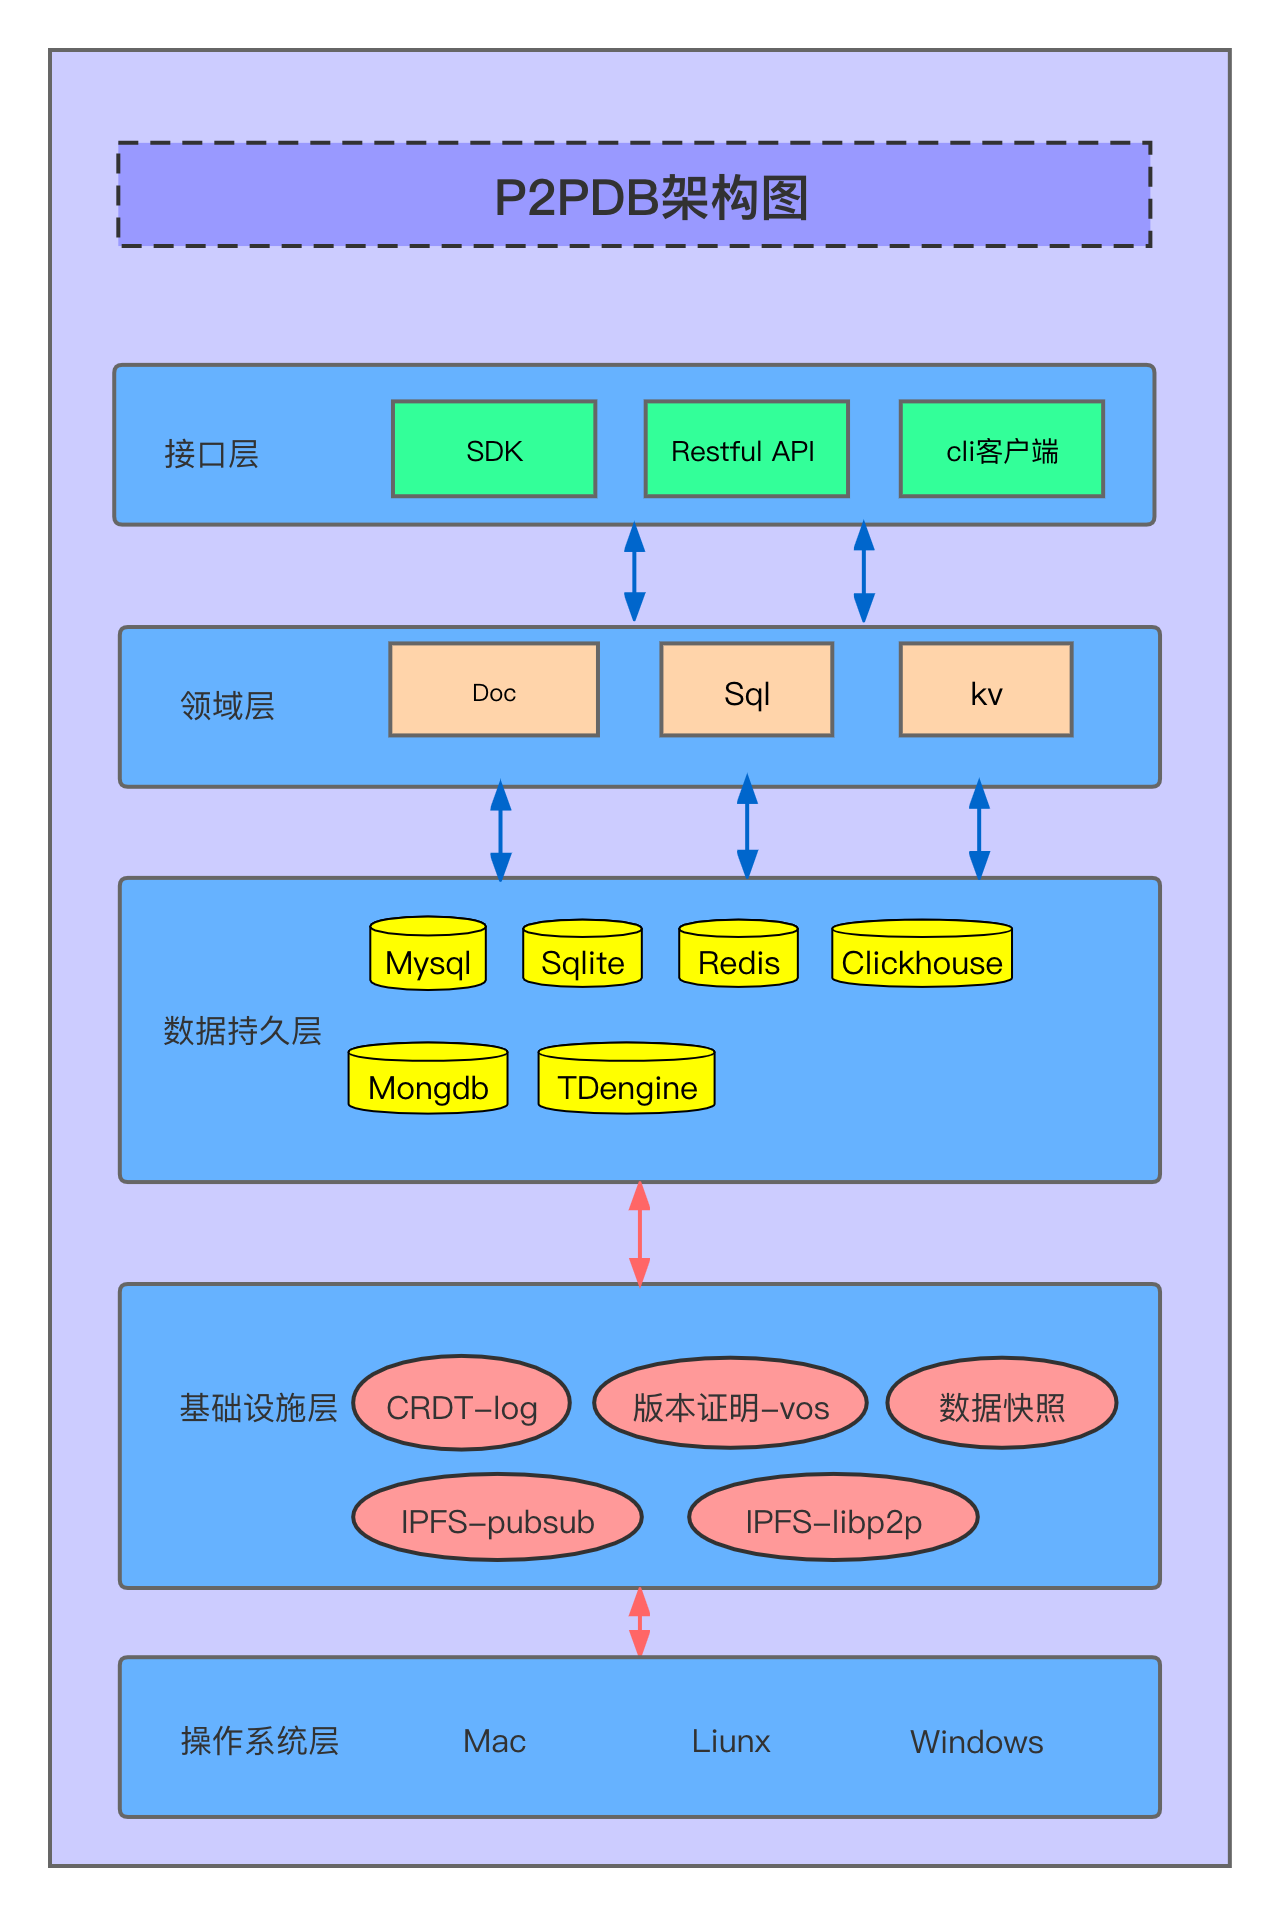 P2PDB架构图
接口层
SDK
Restful API
cli客户端
领域层
Doc
Sql
kv
数据持久层
Mysql
Sqlite
Redis
Clickhouse
Mongdb
TDengine
基础设施层
CRDT-log
版本证明-vos
数据快照
IPFS-pubsub
IPFS-libp2p
操作系统层
Mac
Liunx
Windows